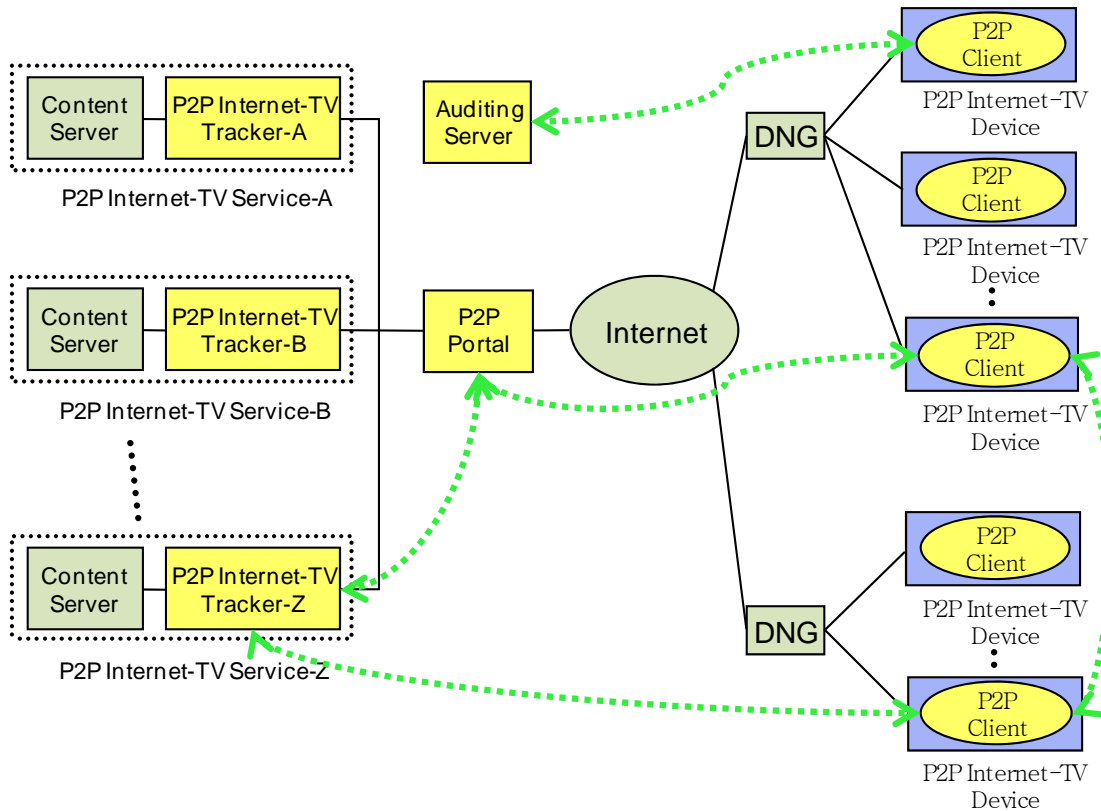 Content
Server
P2P Internet-TV
Tracker-A
P2P Internet-TV Service-A
Content
Server
P2P Internet-TV
Tracker-B
P2P Internet-TV Service-B
Content
Server
P2P Internet-TV
Tracker-Z
P2P Internet-TV Service-Z
Auditing
Server
P2P
Portal
Internet
DNG
DNG
P2P
Client
P2P Internet-TV
Device
P2P
Client
P2P Internet-TV
Device
P2P
Client
P2P Internet-TV
Device
P2P
Client
P2P Internet-TV
Device
P2P
Client
P2P Internet-TV
Device